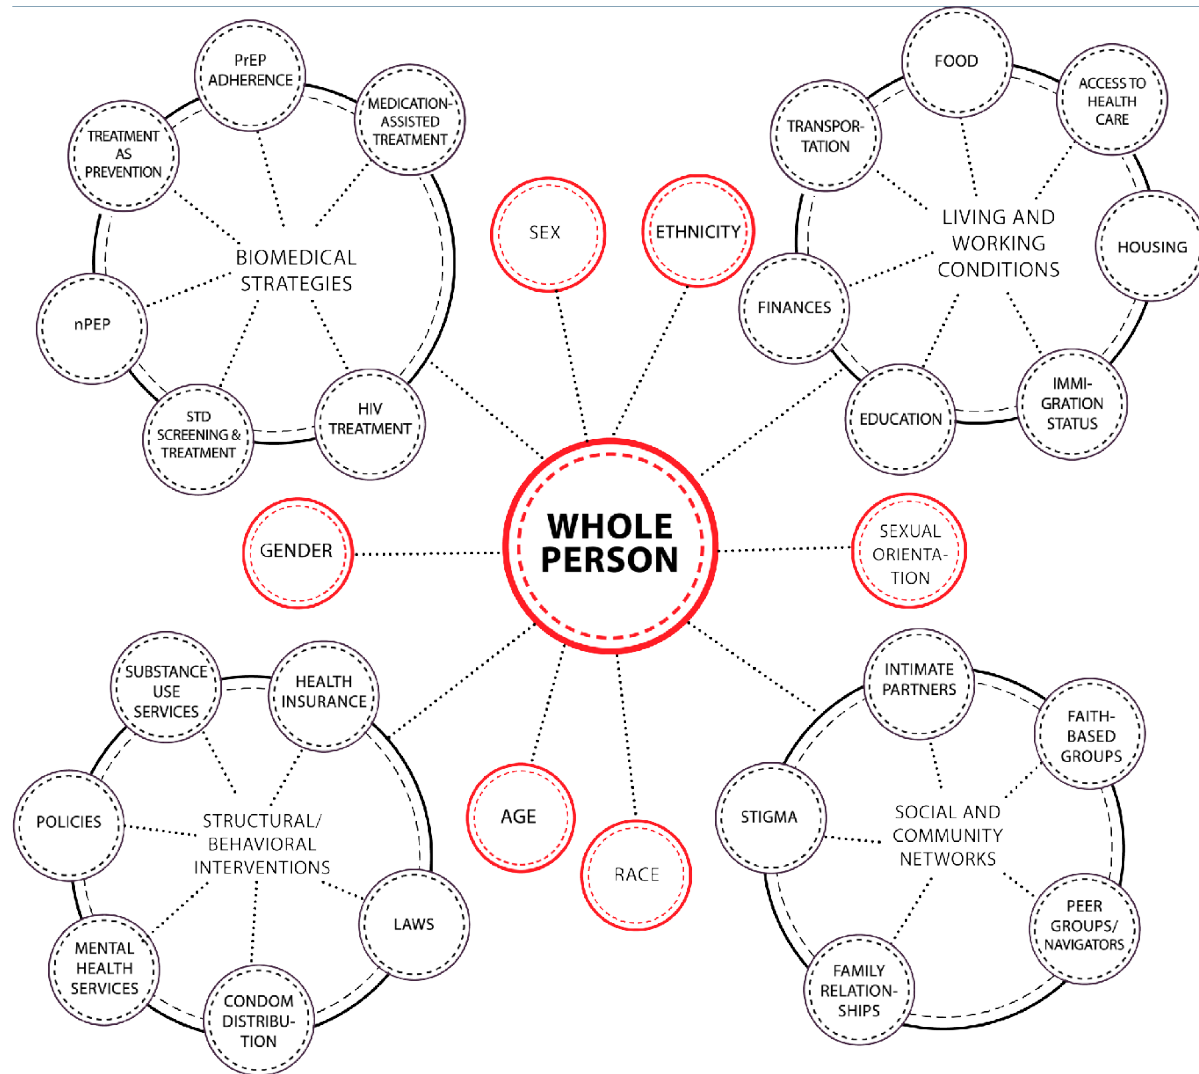 PrEP
ADHERENCE
MEDICATION-
ASSISTED
TREATMENT
TREATMENT
AS
PREVENTION
BIOMEDICAL
STRATEGIES
nPEP
STD
SCREENING &
TREATMENT
HIV
TREATMENT
SEX
ETHNICITY
FOOD
ACCESS TO
HEALTH
CARE
TRANSPOR-
TATION
LIVING AND
WORKING
CONDITIONS
HOUSING
FINANCES
EDUCATION
IMMI-
GRATION
STATUS
GENDER
WHOLE
PERSON
SEXUAL
ORIENTA-
TION
SUBSTANCE
USE
SERVICES
HEALTH
INSURANCE
POLICIES
STRUCTURAL/
BEHAVIORAL
INTERVENTIONS
LAWS
MENTAL
HEALTH
SERVICES
CONDOM
DISTRIBU-
TION
AGE
RACE
INTIMATE
PARTNERS
FAITH-
BASED
GROUPS
STIGMA
SOCIAL AND
COMMUNITY
NETWORKS
PEER
GROUPS/
NAVIGATORS
FAMILY
RELATION-
SHIPS